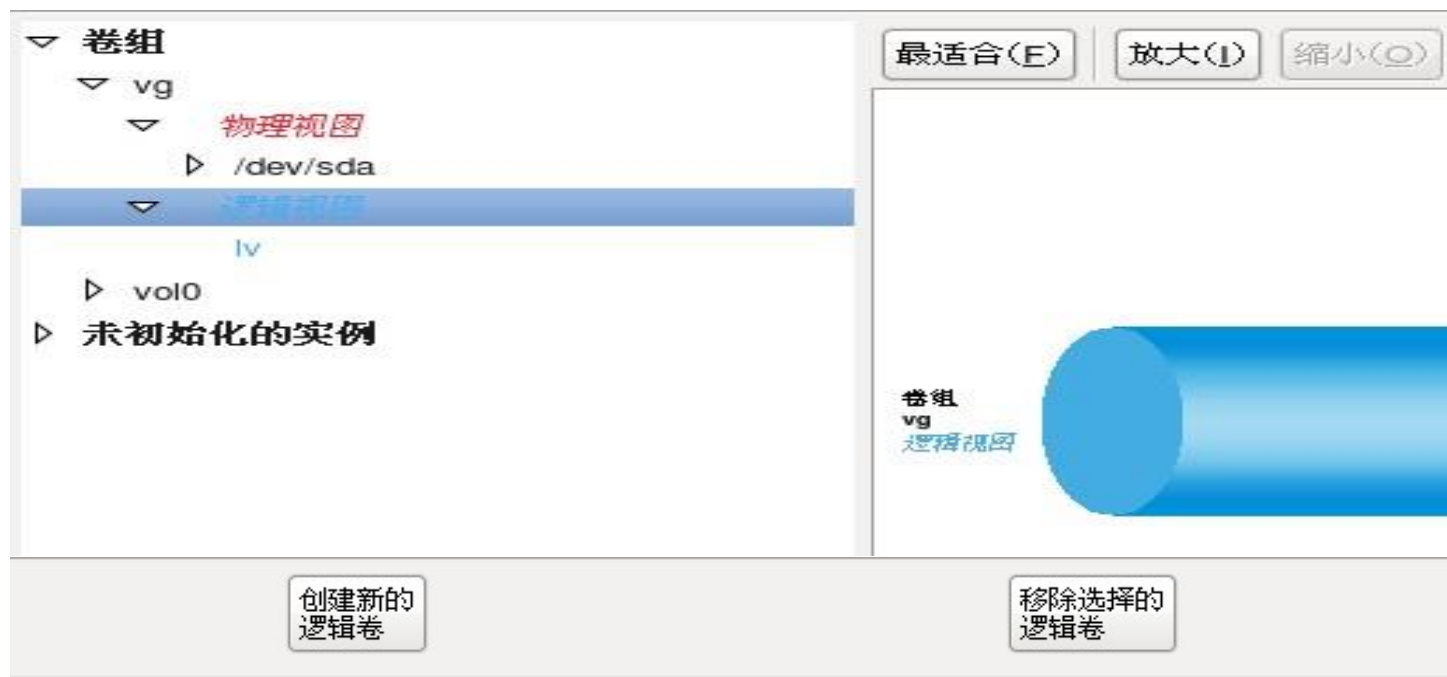 卷组
vg
物理视图
/dev/sda
逻辑视图
lv
vol0
未初始化的实例
最适合(F) 放大(I) 缩小(O)
卷组
vg
逻辑视图
创建新的
逻辑卷
移除选择的
逻辑卷